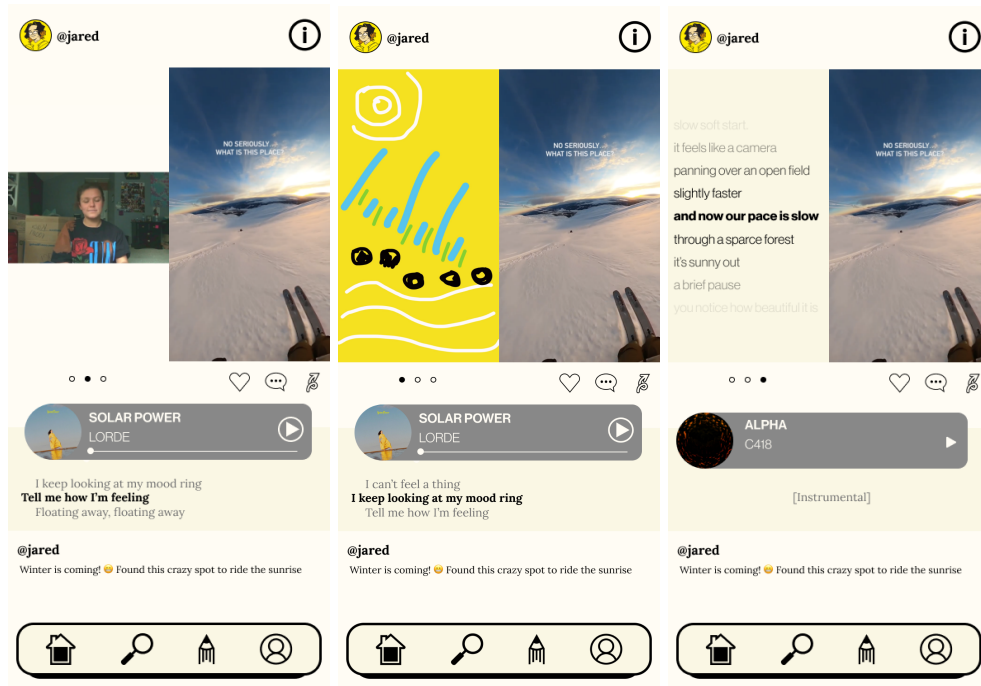 @jared
NO SERIOUSLY
WHAT IS THIS PLACE?
SOLAR POWER
LORDE
I keep looking at my mood ring
Tell me how I'm feeling
Floating away, floating away
@jared
Winter is coming! 😁 Found this crazy spot to ride the sunrise
@jared
NO SERIOUSLY
WHAT IS THIS PLACE?
SOLAR POWER
LORDE
I can't feel a thing
I keep looking at my mood ring
Tell me how I'm feeling
@jared
Winter is coming! 😁 Found this crazy spot to ride the sunrise
@jared
slow soft start.
it feels like a camera
panning over an open field
slightly faster
and now our pace is slow
through a sparce forest
it's sunny out
a brief pause
you notice how beautiful it is
NO SERIOUSLY
WHAT IS THIS PLACE?
ALPHA
C418
[Instrumental]
@jared
Winter is coming! 😁 Found this crazy spot to ride the sunrise